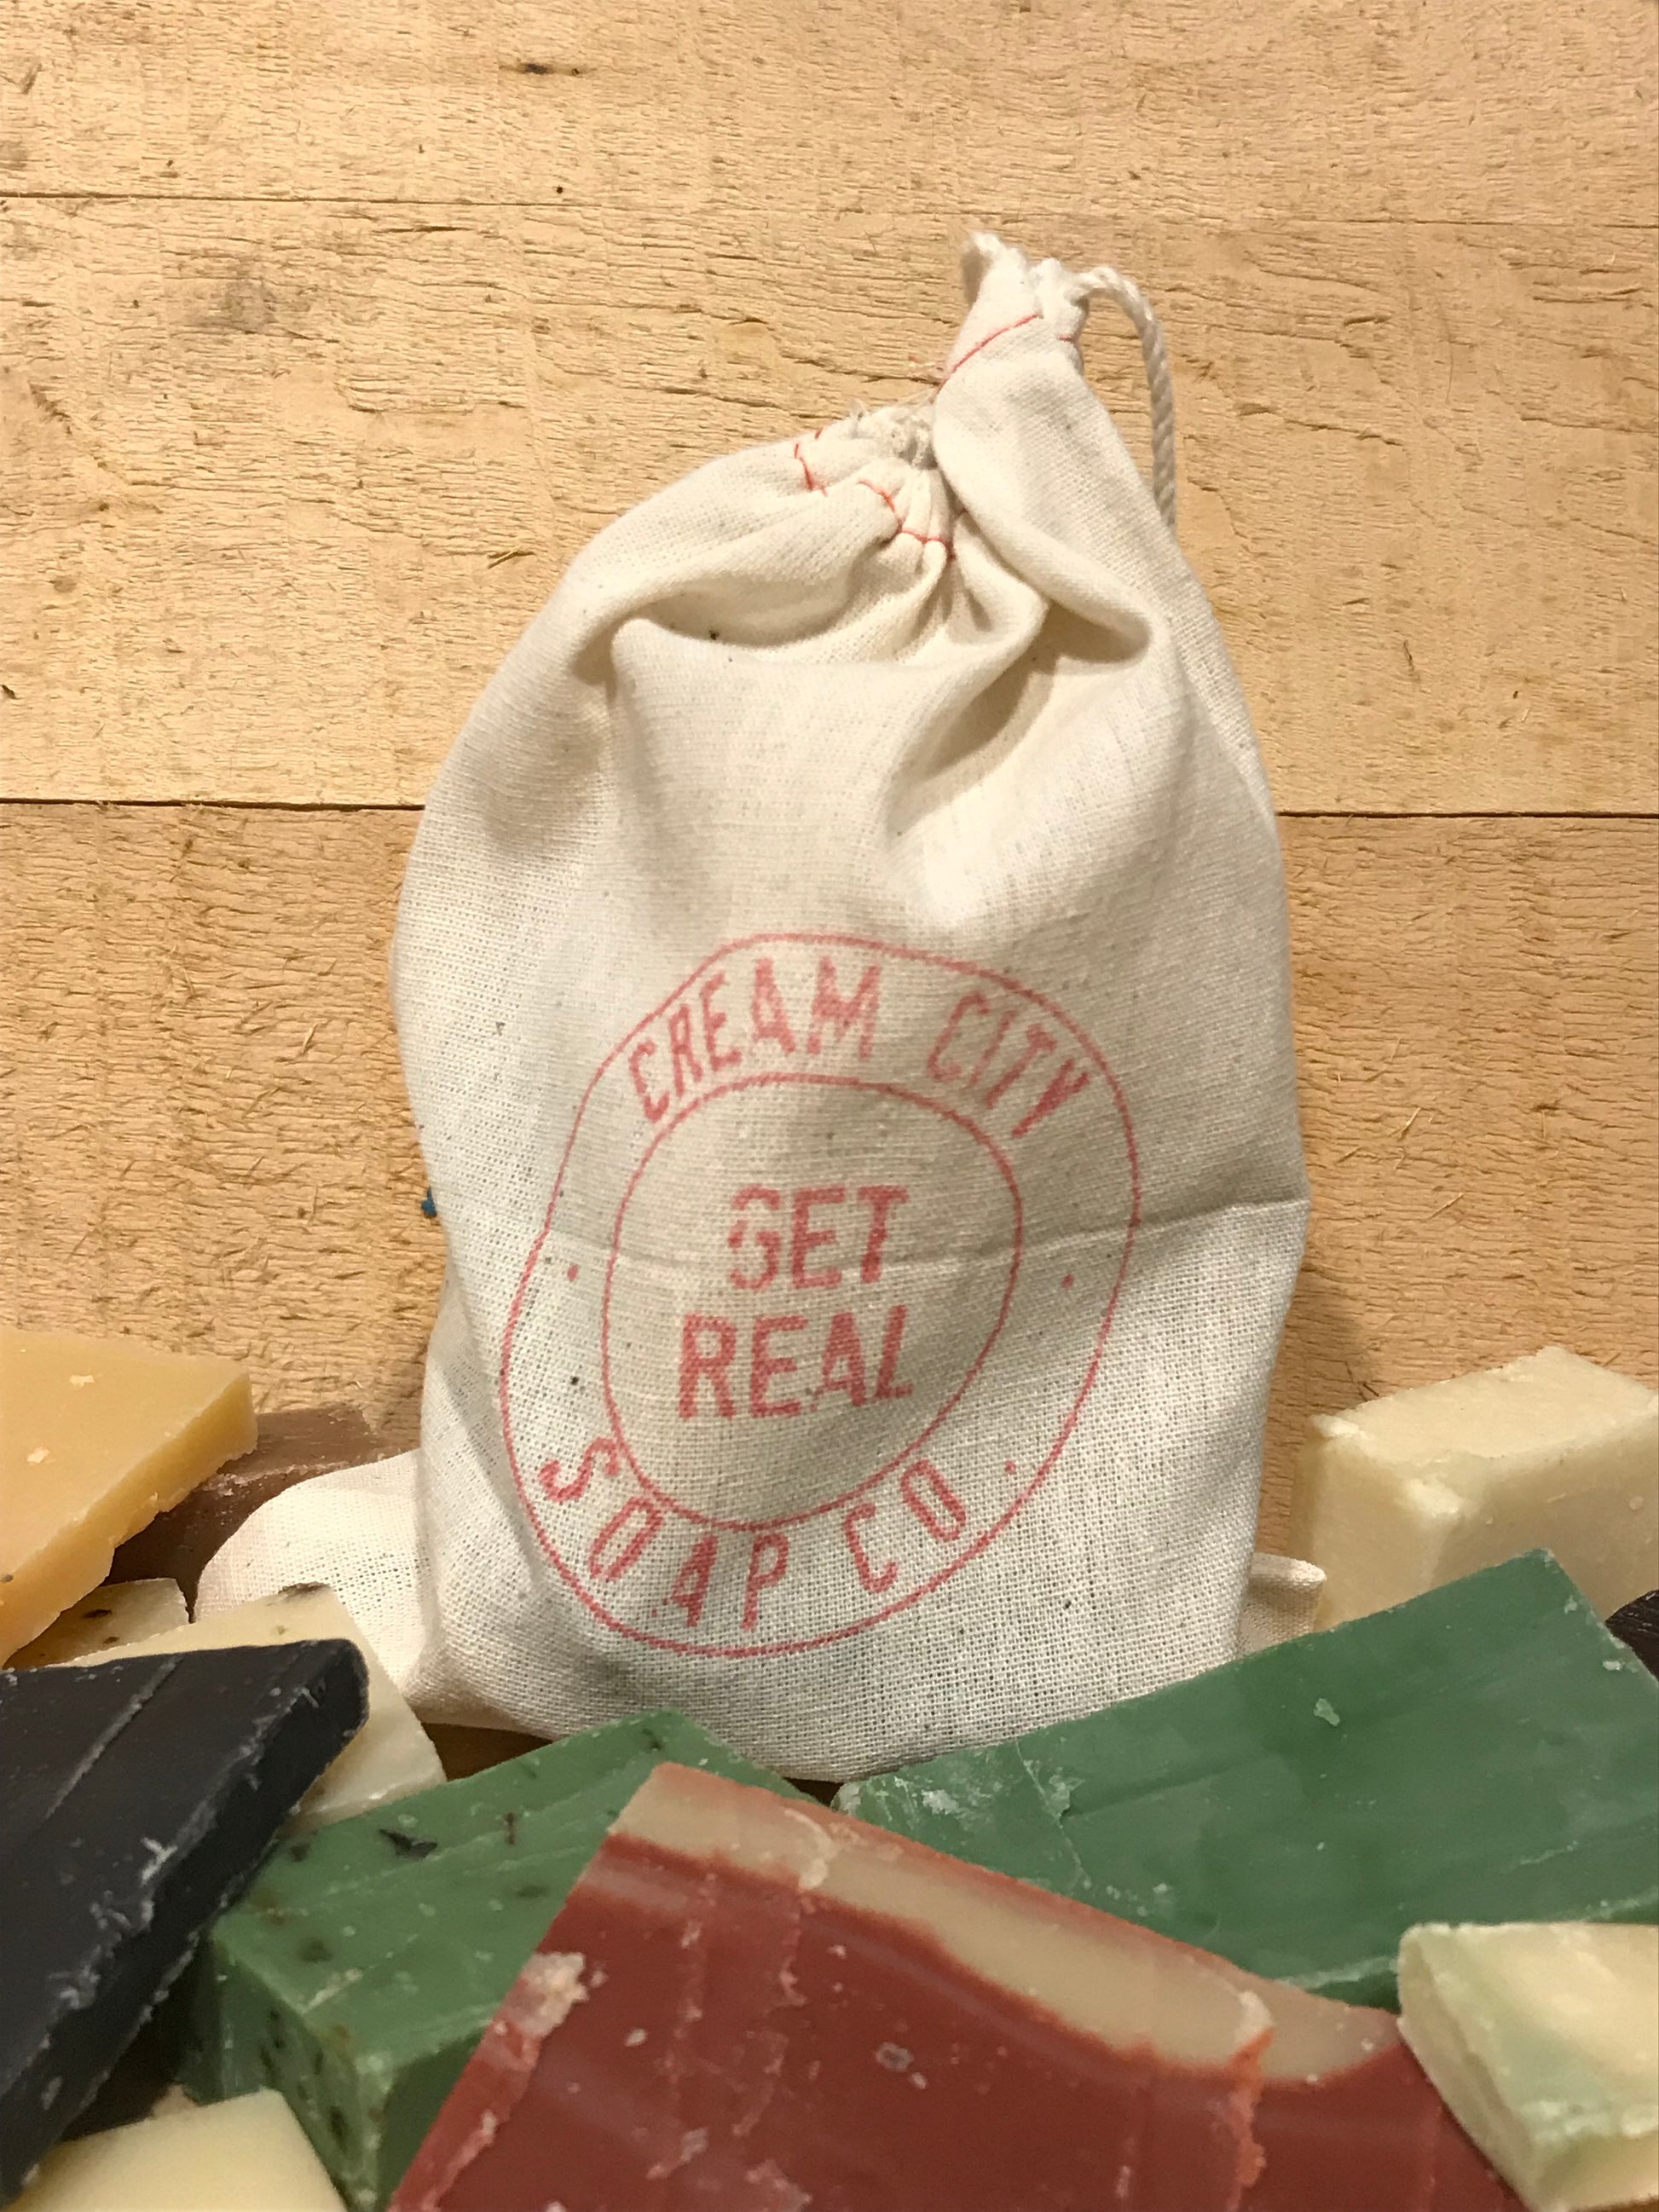 CREAM CITY
GET
REAL
SOAP CO.